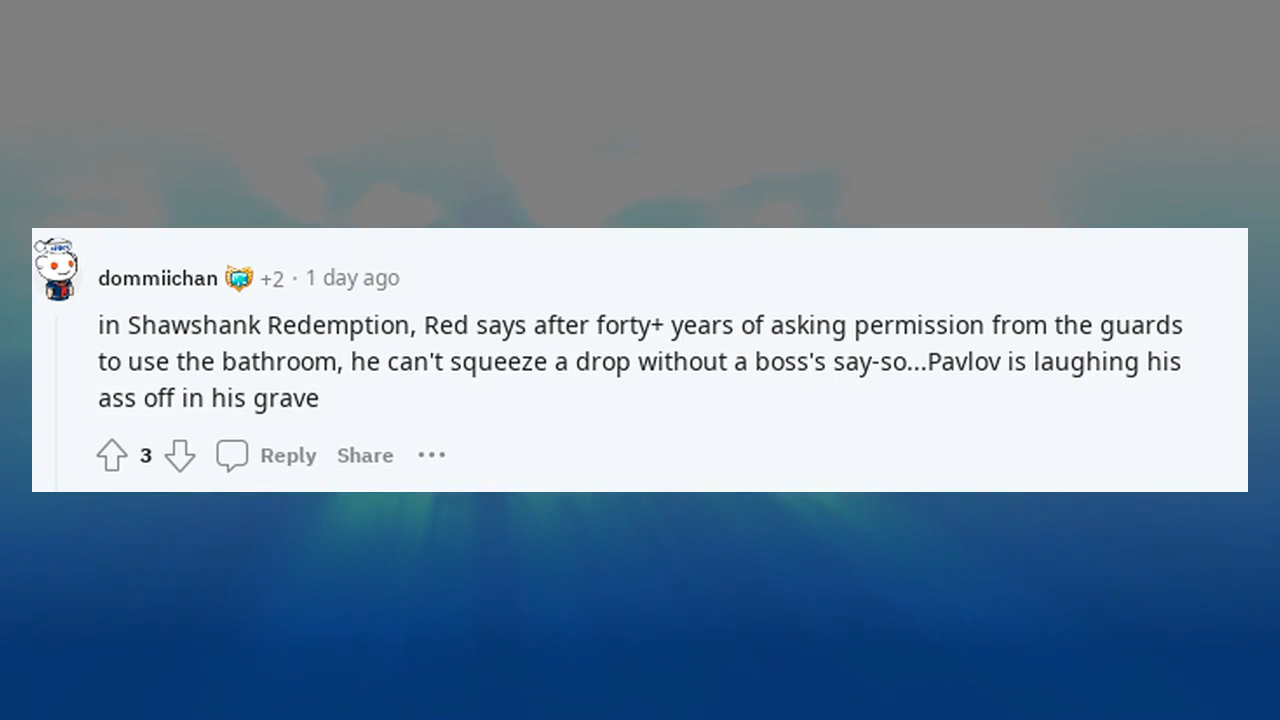 dommiichan +2 · 1 day ago
in Shawshank Redemption, Red says after forty+ years of asking permission from the guards
to use the bathroom, he can't squeeze a drop without a boss's say-so...Pavlov is laughing his
ass off in his grave
3 Reply Share ···